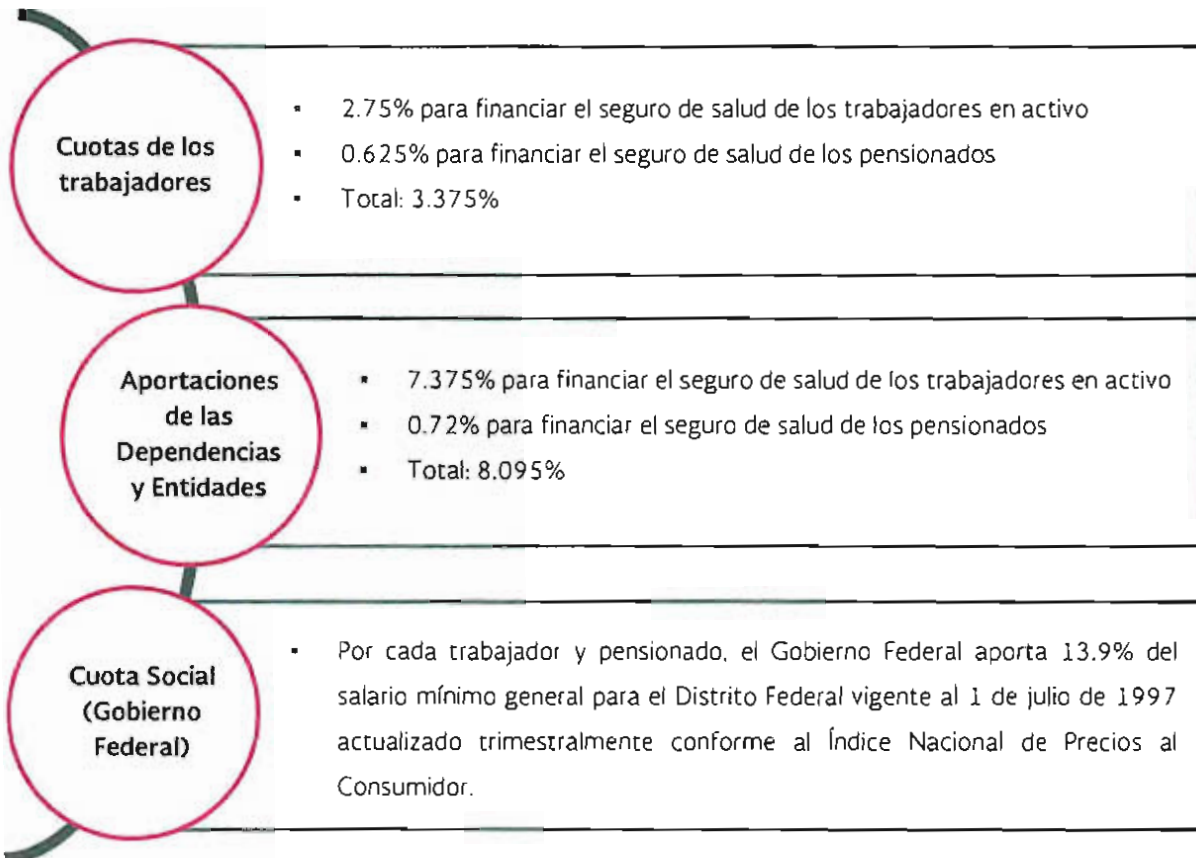 Cuotas de los
trabajadores
▪ 2.75% para financiar el seguro de salud de los trabajadores en activo
▪ 0.625% para financiar el seguro de salud de los pensionados
▪ Total: 3.375%
Aportaciones
de las
Dependencias
y Entidades
▪ 7.375% para financiar el seguro de salud de los trabajadores en activo
▪ 0.72% para financiar el seguro de salud de los pensionados
▪ Total: 8.095%
Cuota Social
(Gobierno
Federal)
▪ Por cada trabajador y pensionado, el Gobierno Federal aporta 13.9% del
salario mínimo general para el Distrito Federal vigente al 1 de julio de 1997
actualizado trimestralmente conforme al Índice Nacional de Precios al
Consumidor.